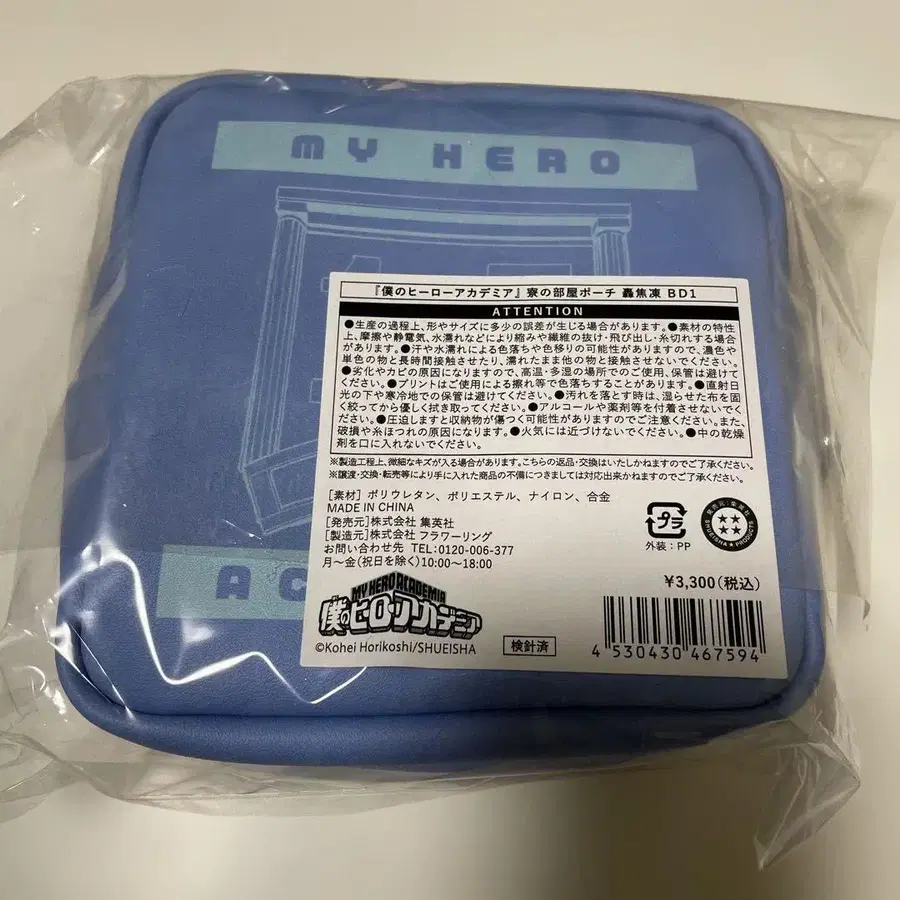 MY HERO
『僕のヒーローアカデミア』寮の部屋ポーチ 轟焦凍 BD1
ATTENTION
●生産の過程上、形やサイズに多少の誤差が生じる場合があります。●素材の特性
上、摩擦や静電気、水濡れなどにより縮みや繊維の抜け・飛び出し・糸切れする場合
があります。●汗や水濡れによる色落ちや色移りの可能性がありますので、濃色や
単色の物と長時間接触させたり、濡れたまま他の物と接触させないでください。
●劣化やカビの原因になりますので、高温・多湿の場所でのご使用、保管は避けて
ください。●プリントはご使用による擦れ等で色落ちすることがあります。●直射日
光の下や寒冷地での保管は避けてください。●汚れを落とす時は、湿らせた布を固
く絞ってから優しく拭き取ってください。●アルコールや薬剤等を付着させないでくだ
さい。●圧迫しますと収納物が傷つく可能性がありますのでご注意ください。また、
破損や糸ほつれの原因になります。●火気には近づけないでください。●中の乾燥
剤を口に入れないでください。
※製造工程上、微細なキズが入る場合があります。こちらの返品・交換はいたしかねますのでご了承ください。
※譲渡・交換・転売等により手に入れた商品の不備につきましては対応出来かねますのでご了承ください。
[素材] ポリウレタン、ポリエステル、ナイロン、合金
MADE IN CHINA
[発売元]株式会社 集英社
[製造元]株式会社 フラワーリング
お問い合わせ先 TEL:0120-006-377
月〜金(祝日を除く)10:00〜18:00
プラ
外装：PP
発売元：集英社
SHUEISHA PRODUCTS
¥3,300(税込)
MY HERO ACADEMIA
僕のヒーローアカデミア
©Kohei Horikoshi/SHUEISHA
検針済
4 530430 467594
AC